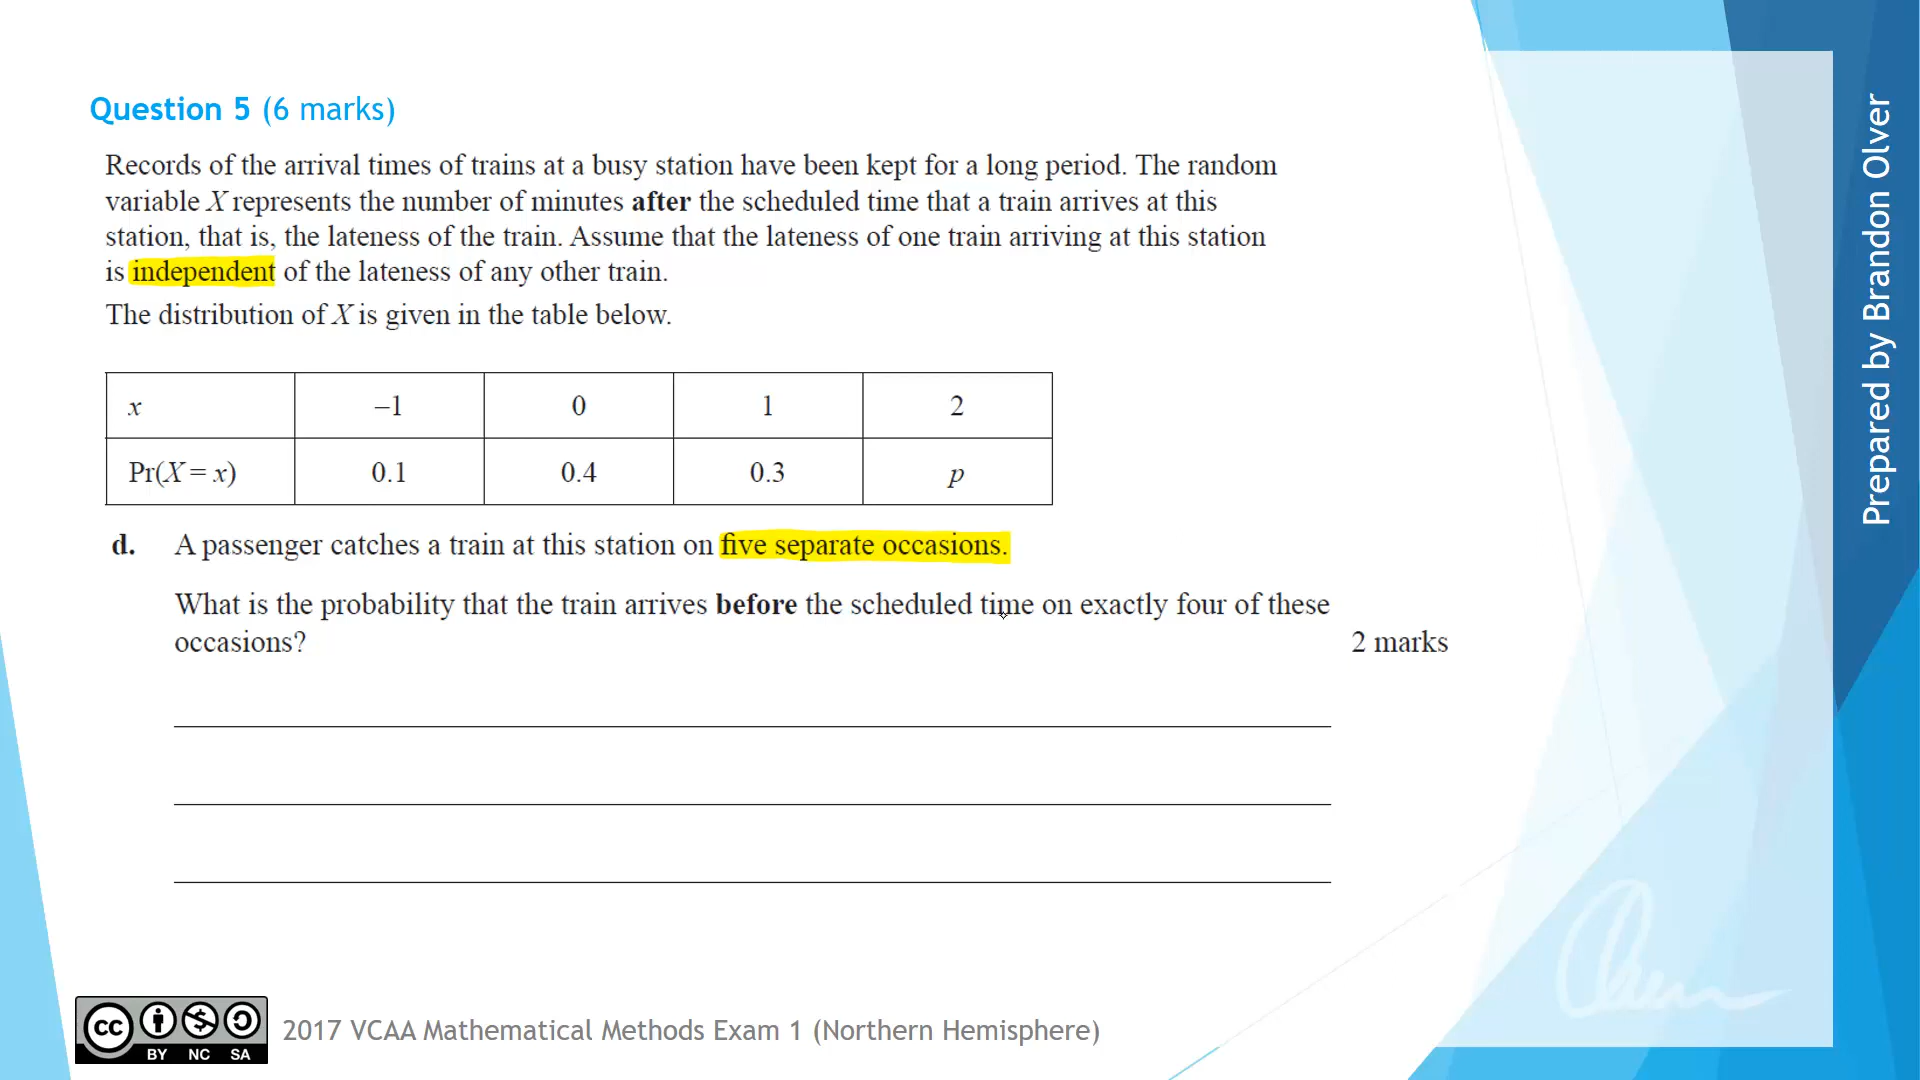 Question 5 (6 marks)
Records of the arrival times of trains at a busy station have been kept for a long period. The random
variable X represents the number of minutes after the scheduled time that a train arrives at this
station, that is, the lateness of the train. Assume that the lateness of one train arriving at this station
is independent of the lateness of any other train.
The distribution of X is given in the table below.
x –1 0 1 2
Pr(X = x) 0.1 0.4 0.3 p
d. A passenger catches a train at this station on five separate occasions.
What is the probability that the train arrives before the scheduled time on exactly four of these
occasions?
2 marks
Prepared by Brandon Olver
cc BY NC SA
2017 VCAA Mathematical Methods Exam 1 (Northern Hemisphere)